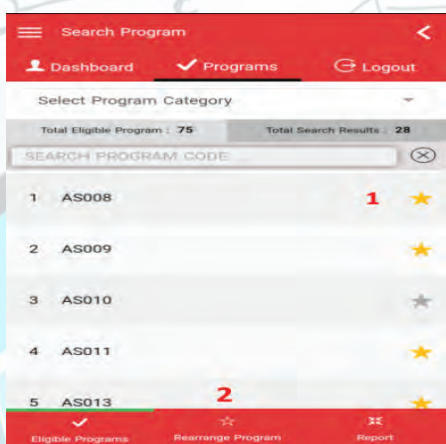 Search Program
Dashboard Programs Logout
Select Program Category
Total Eligible Program : 75 Total Search Results : 28
SEARCH PROGRAM CODE
1 AS008 1
2 AS009
3 AS010
4 AS011
5 AS013 2
Eligible Programs Rearrange Program Report